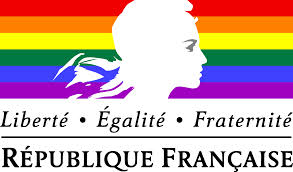 Liberté • Égalité • Fraternité
RÉPUBLIQUE FRANÇAISE